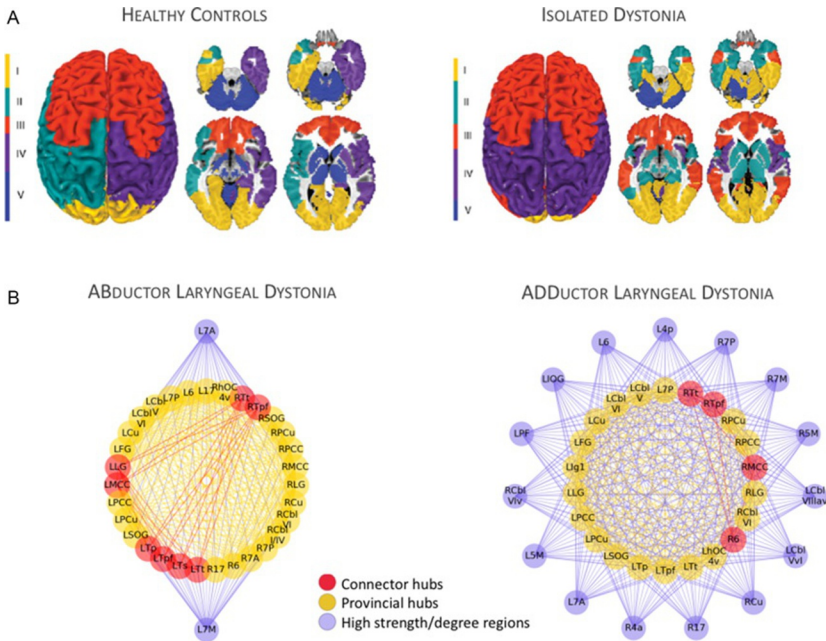 A
HEALTHY CONTROLS
ISOLATED DYSTONIA
I
II
III
IV
V
I
II
III
IV
V
B
ABDUCTOR LARYNGEAL DYSTONIA
ADDUCTOR LARYNGEAL DYSTONIA
L7A
RhOC
4v
RTt
RTpf
RSOG
RPCu
RPCC
RMCC
RLG
RCu
RCbl
VI
RCbl
I/IV
R7P
R7A
R6
R17
LTt
LTs
LTpf
LTp
LSOG
LPCu
LPCC
LMCC
LLG
LFG
LCu
LCbl
VI
LCbl
V
L7P
L6
L17
L7M
L4p
R7P
R7M
R5M
LCbl
VIIIav
LCbl
VvI
RCu
R17
R4a
L7A
L5M
RCbl
VIv
LPF
LIOG
L6
L7P
RTt
RTpf
RPCu
RPCC
RMCC
RLG
RCbl
VI
R6
LhOC
4v
LTt
LTpf
LTp
LSOG
LPCu
LPCC
LLG
LIg1
LFG
LCu
LCbl
VI
LCbl
V
Connector hubs
Provincial hubs
High strength/degree regions